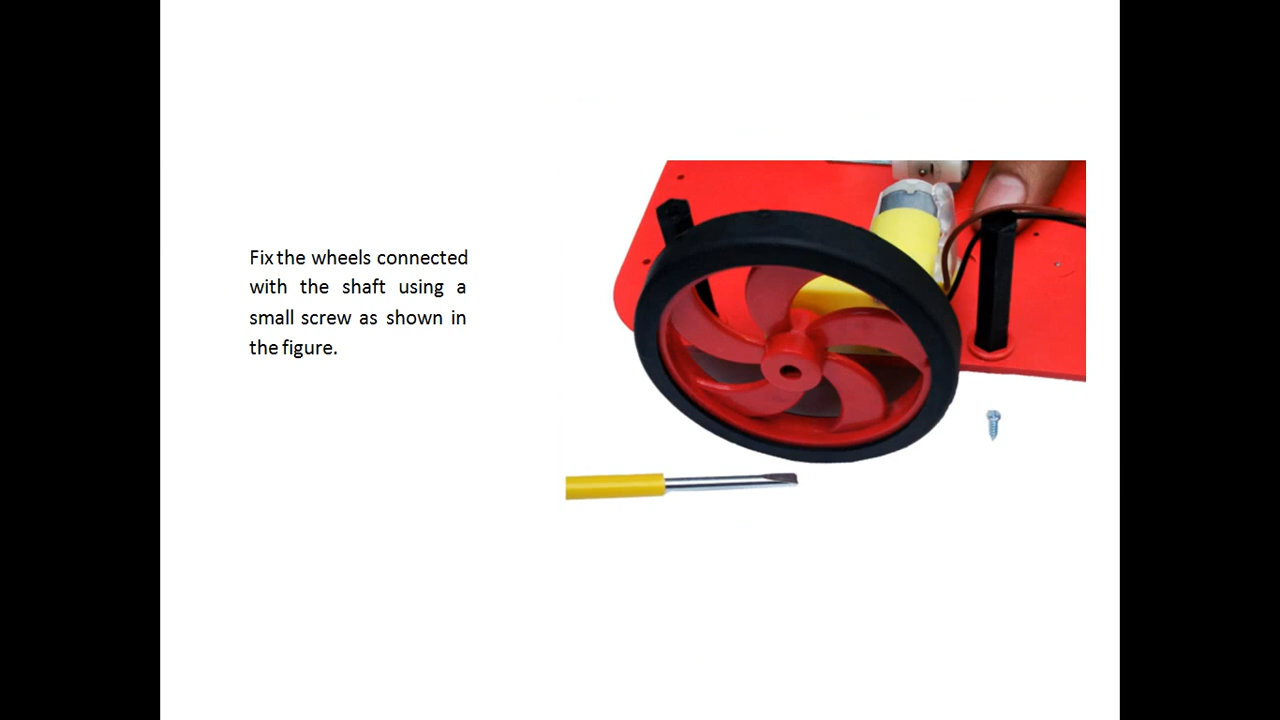 Fix the wheels connected
with the shaft using a
small screw as shown in
the figure.